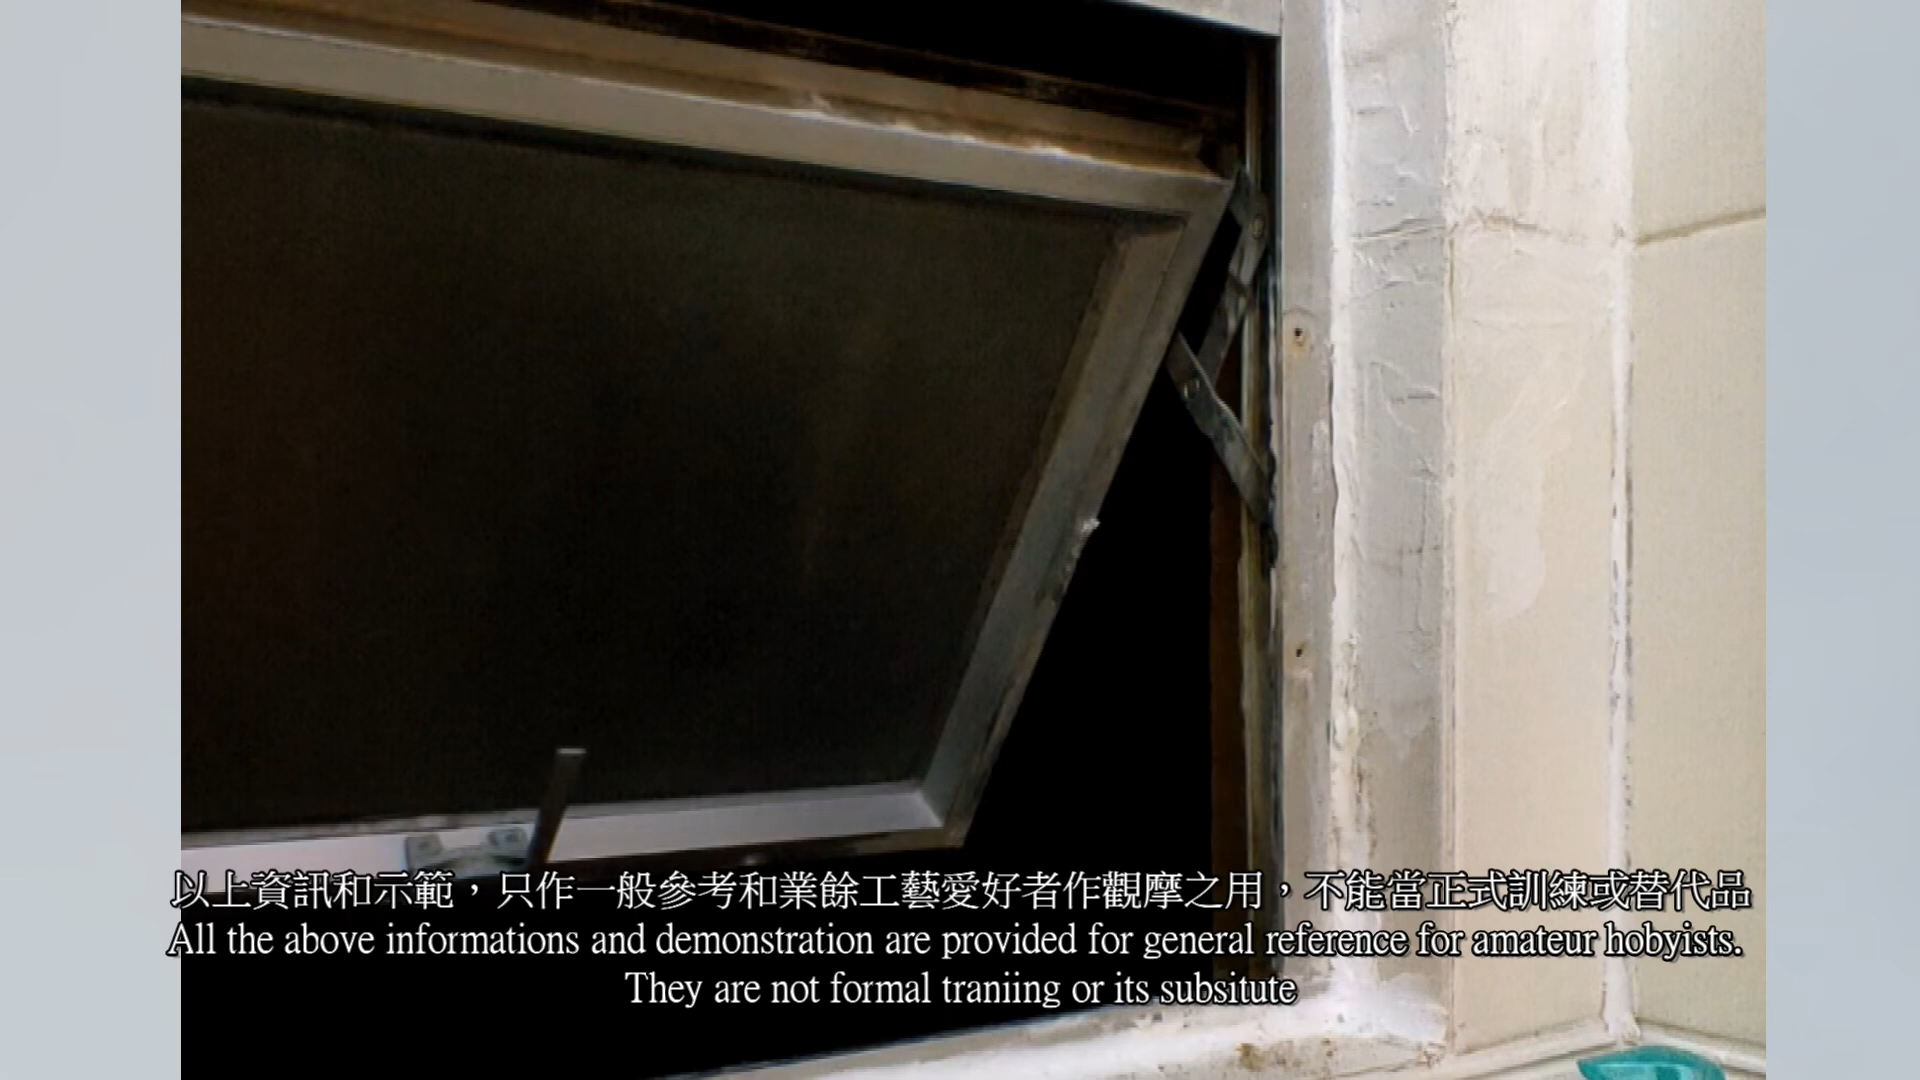 以上資訊和示範，只作一般參考和業餘工藝愛好者作觀摩之用，不能當正式訓練或替代品
All the above informations and demonstration are provided for general reference for amateur hobyists.
They are not formal traniing or its subsitute